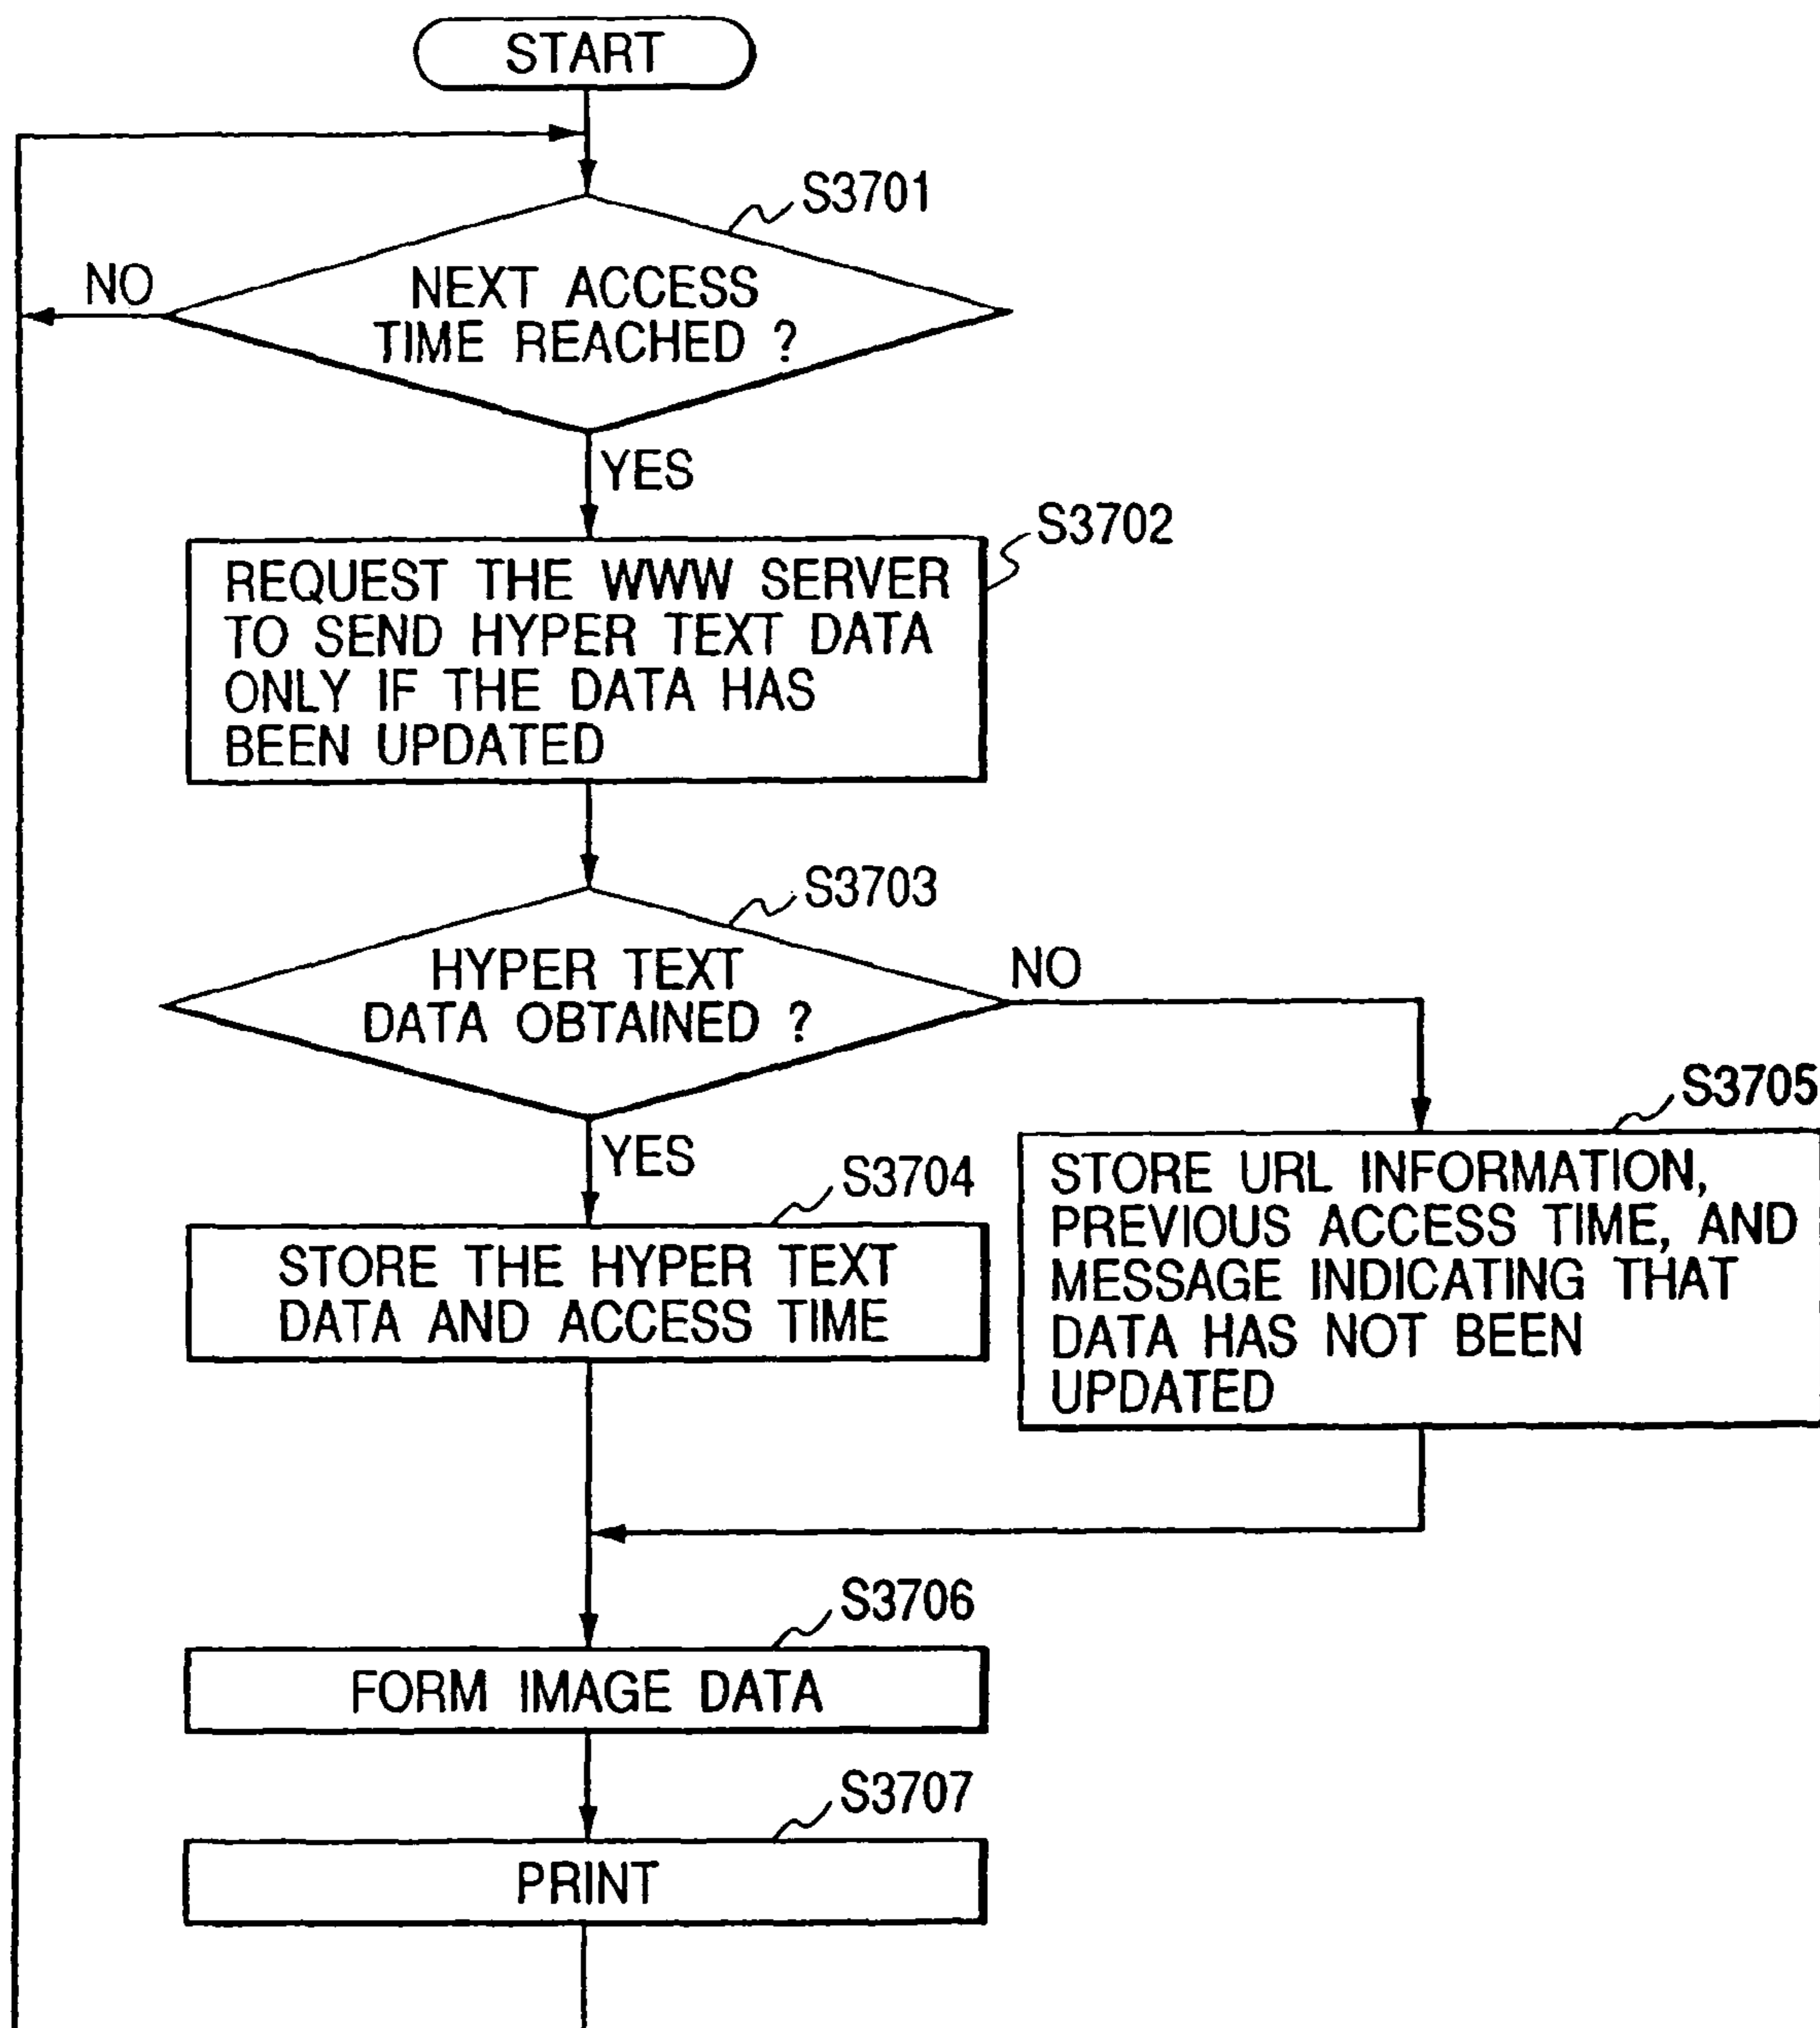 START
S3701
NO
NEXT ACCESS
TIME REACHED ?
YES
S3702
REQUEST THE WWW SERVER
TO SEND HYPER TEXT DATA
ONLY IF THE DATA HAS
BEEN UPDATED
S3703
HYPER TEXT
DATA OBTAINED ?
NO
YES
S3704
STORE THE HYPER TEXT
DATA AND ACCESS TIME
S3705
STORE URL INFORMATION,
PREVIOUS ACCESS TIME, AND
MESSAGE INDICATING THAT
DATA HAS NOT BEEN
UPDATED
S3706
FORM IMAGE DATA
S3707
PRINT